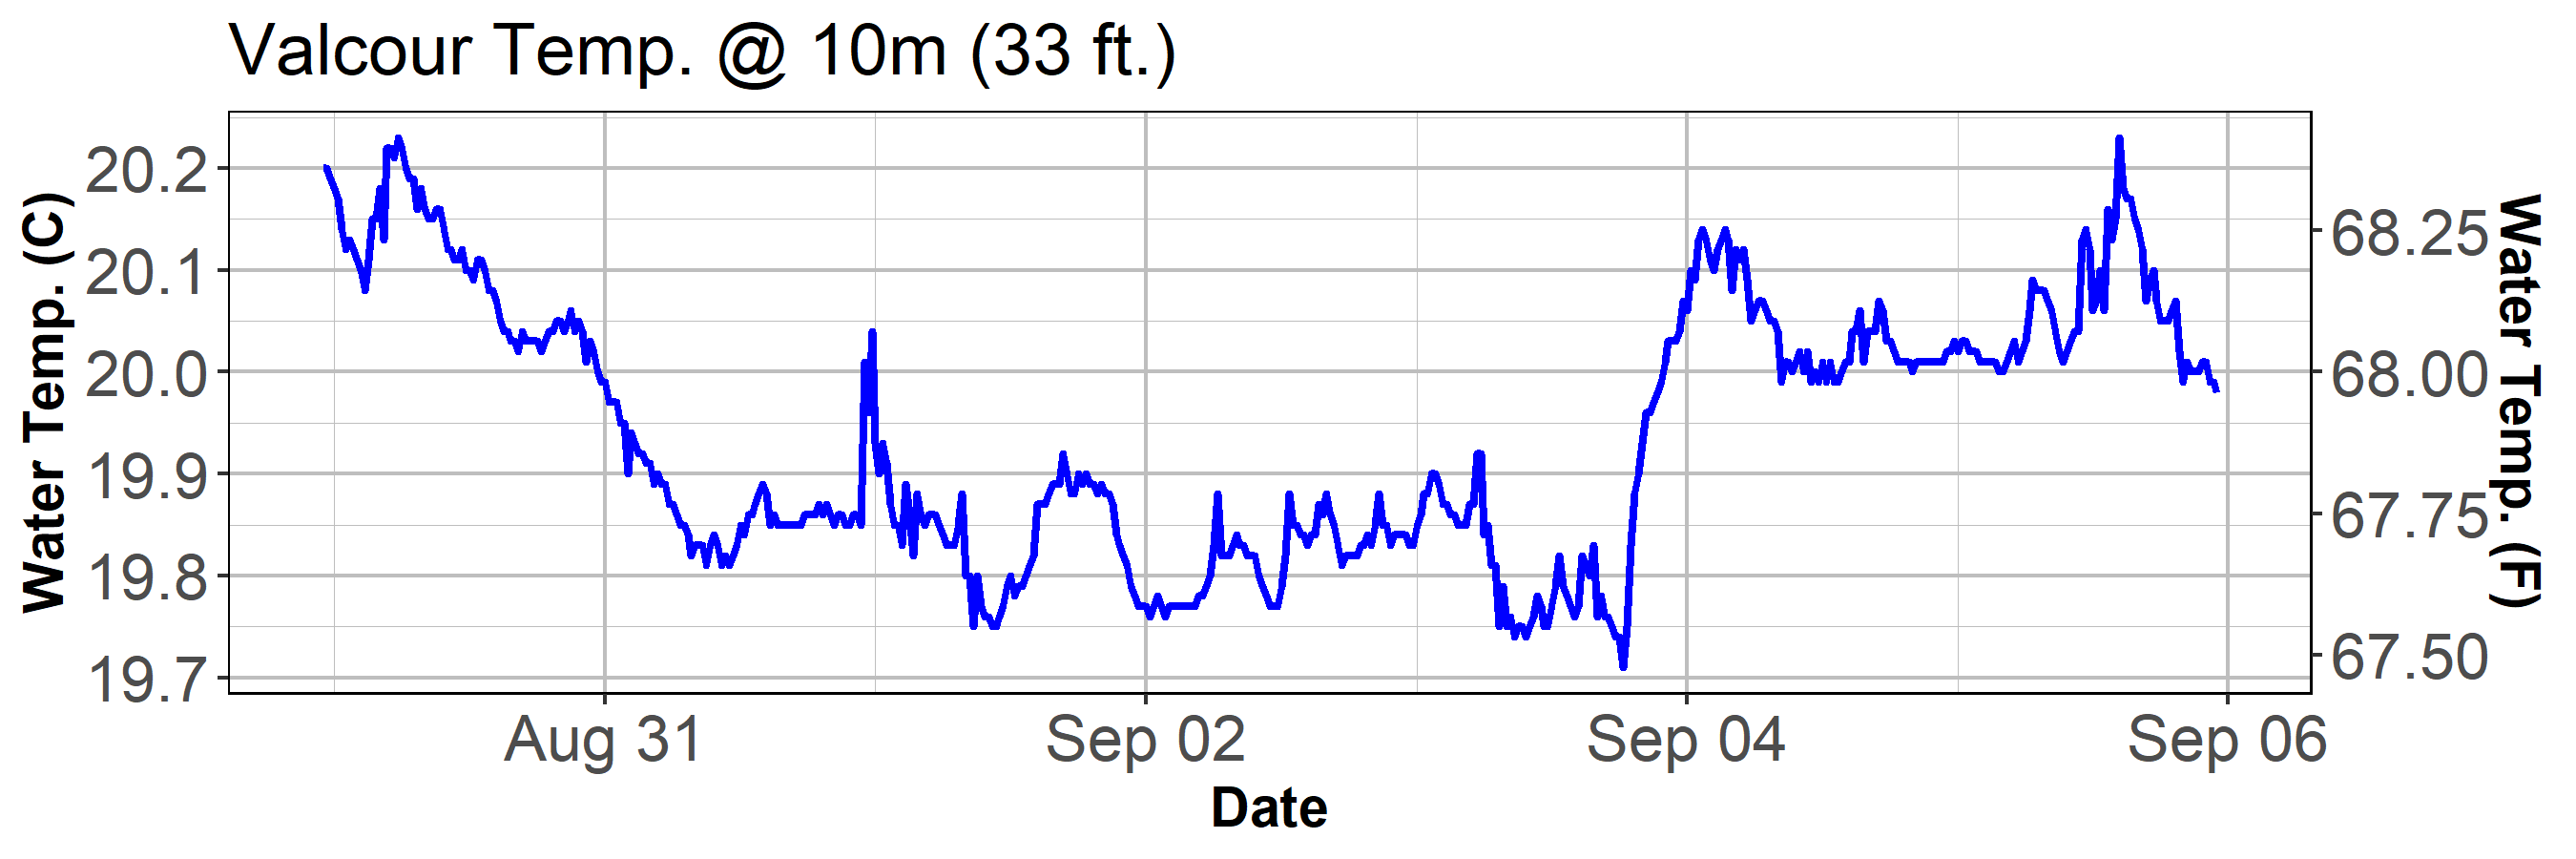 Valcour Temp. @ 10m (33 ft.)
Water Temp. (C)
20.2
20.1
20.0
19.9
19.8
19.7
68.25
68.00
67.75
67.50
Water Temp. (F)
Aug 31
Sep 02
Sep 04
Sep 06
Date